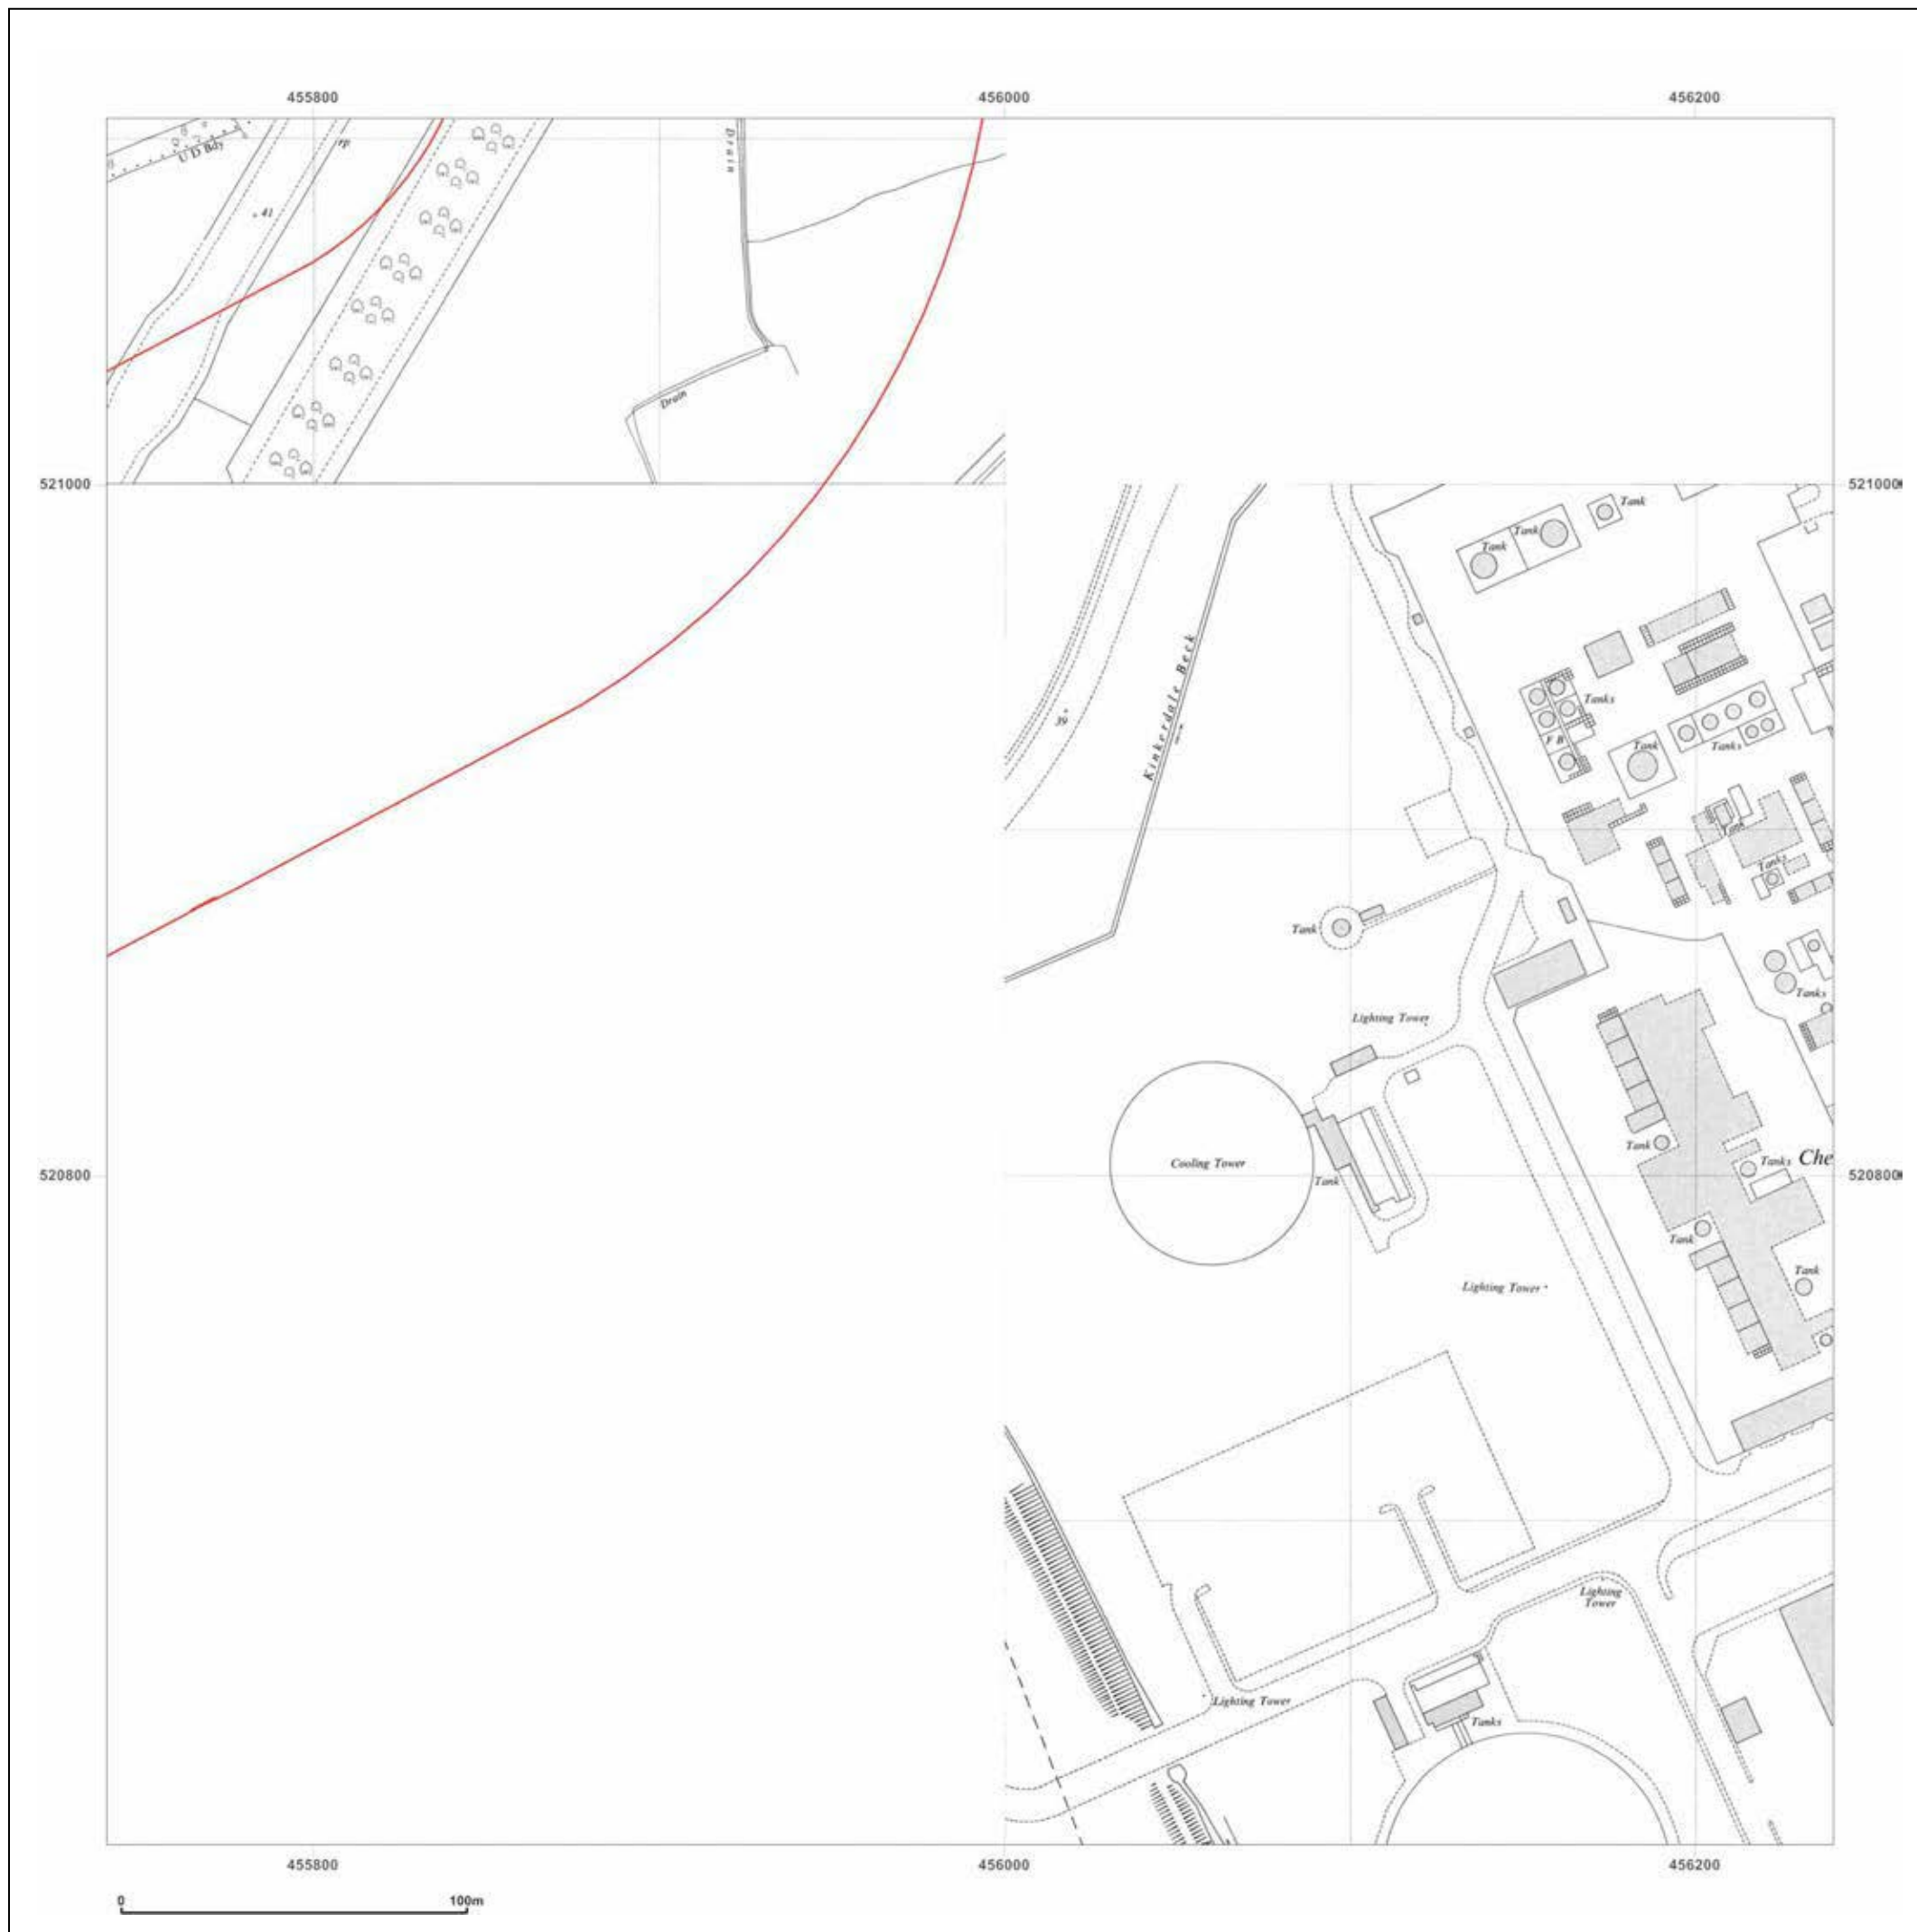 455800 456000 456200
U D Bdy
Drain
41
Drain
521000 521000
Tank
Tank
Tank
Kinkerdale Beck
39
Tanks
F B
Tank
Tanks
Tank
Tanks
Tank
Tanks
Lighting Tower
Tank
Cooling Tower
Tank
Tanks
Che
520800 520800
Tank
Tank
Lighting Tower
Lighting
Tower
Lighting Tower
Tanks
455800 456000 456200
0 100m